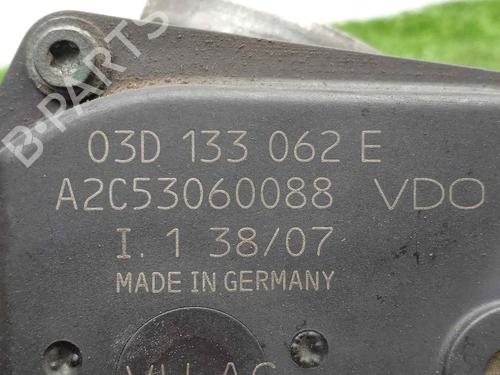 B-PARTS
03D 133 062 E
A2C53060088 VDO
I. 1 38/07
MADE IN GERMANY